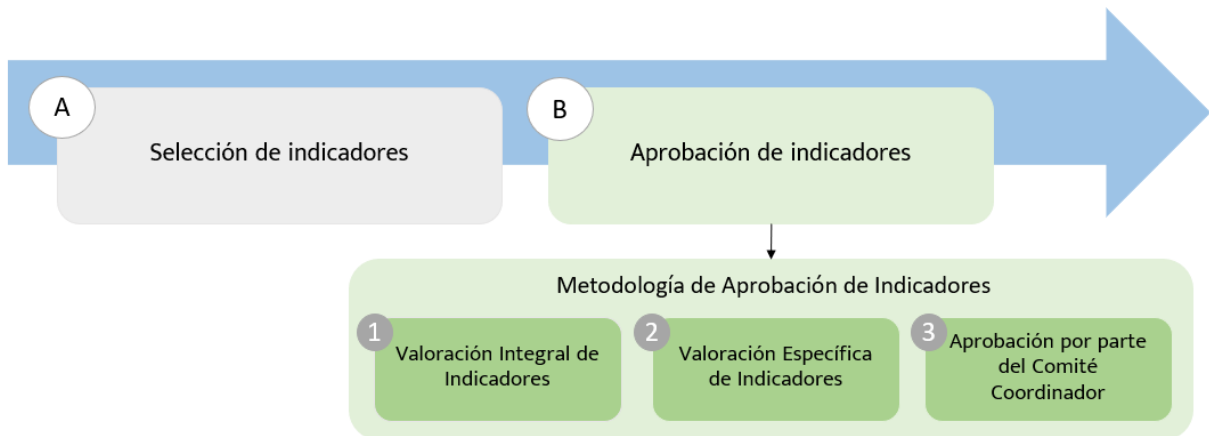 A
Selección de indicadores
B
Aprobación de indicadores
Metodología de Aprobación de Indicadores
1
Valoración Integral de
Indicadores
2
Valoración Específica
de Indicadores
3
Aprobación por parte
del Comité
Coordinador